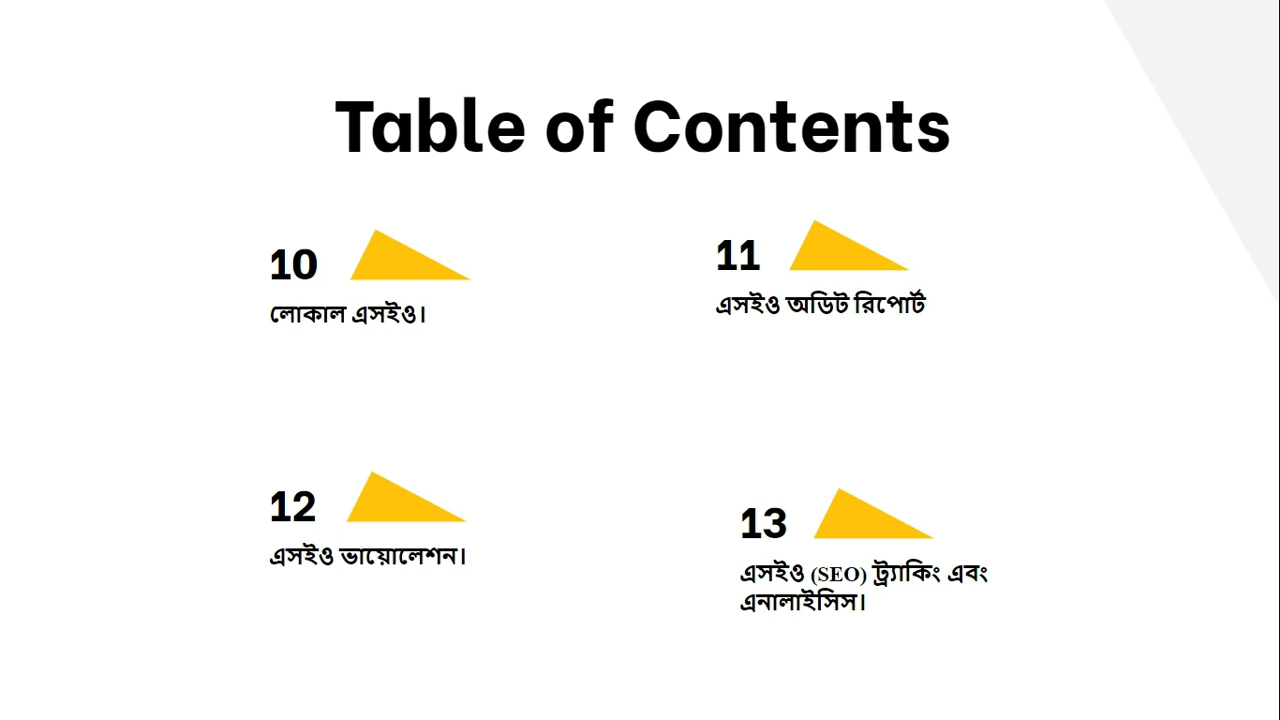 Table of Contents
10
লোকাল এসইও।
11
এসইও অডিট রিপোর্ট
12
এসইও ভায়োলেশন।
13
এসইও (SEO) ট্র্যাকিং এবং
এনালাইসিস।